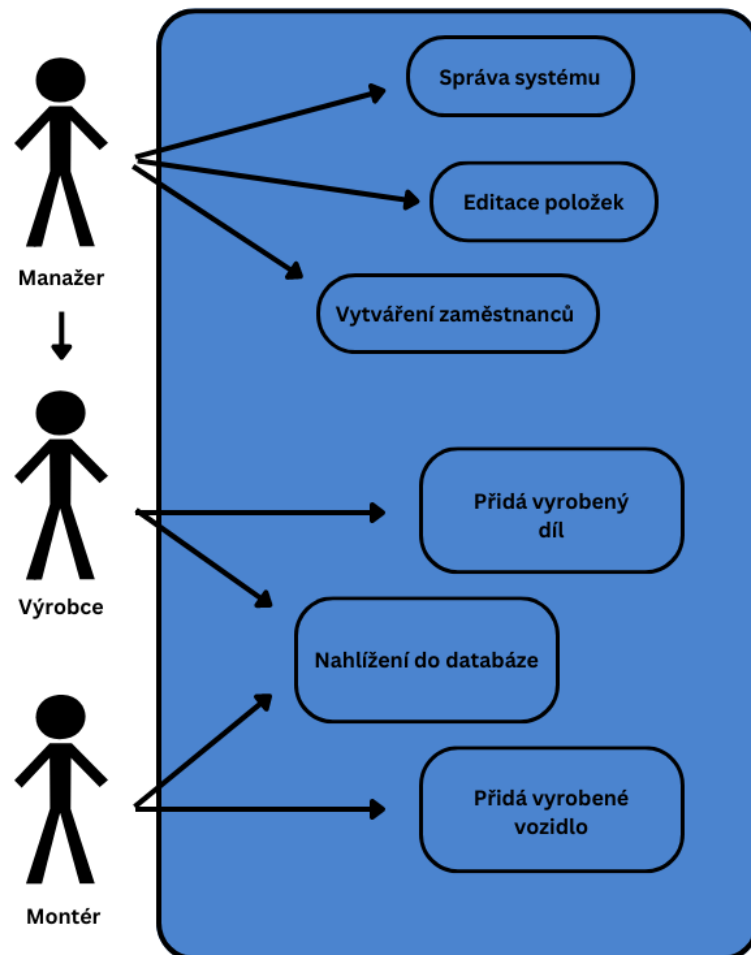 Správa systému
Editace položek
Manažer
Vytváření zaměstnanců
Přidá vyrobený
díl
Výrobce
Nahlížení do databáze
Přidá vyrobené
vozidlo
Montér